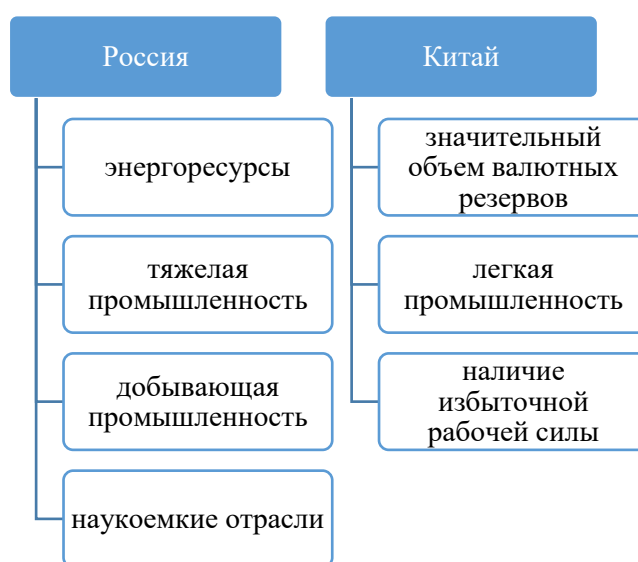 Россия
энергоресурсы
тяжелая
промышленность
добывающая
промышленность
наукоемкие отрасли
Китай
значительный
объем валютных
резервов
легкая
промышленность
наличие
избыточной
рабочей силы